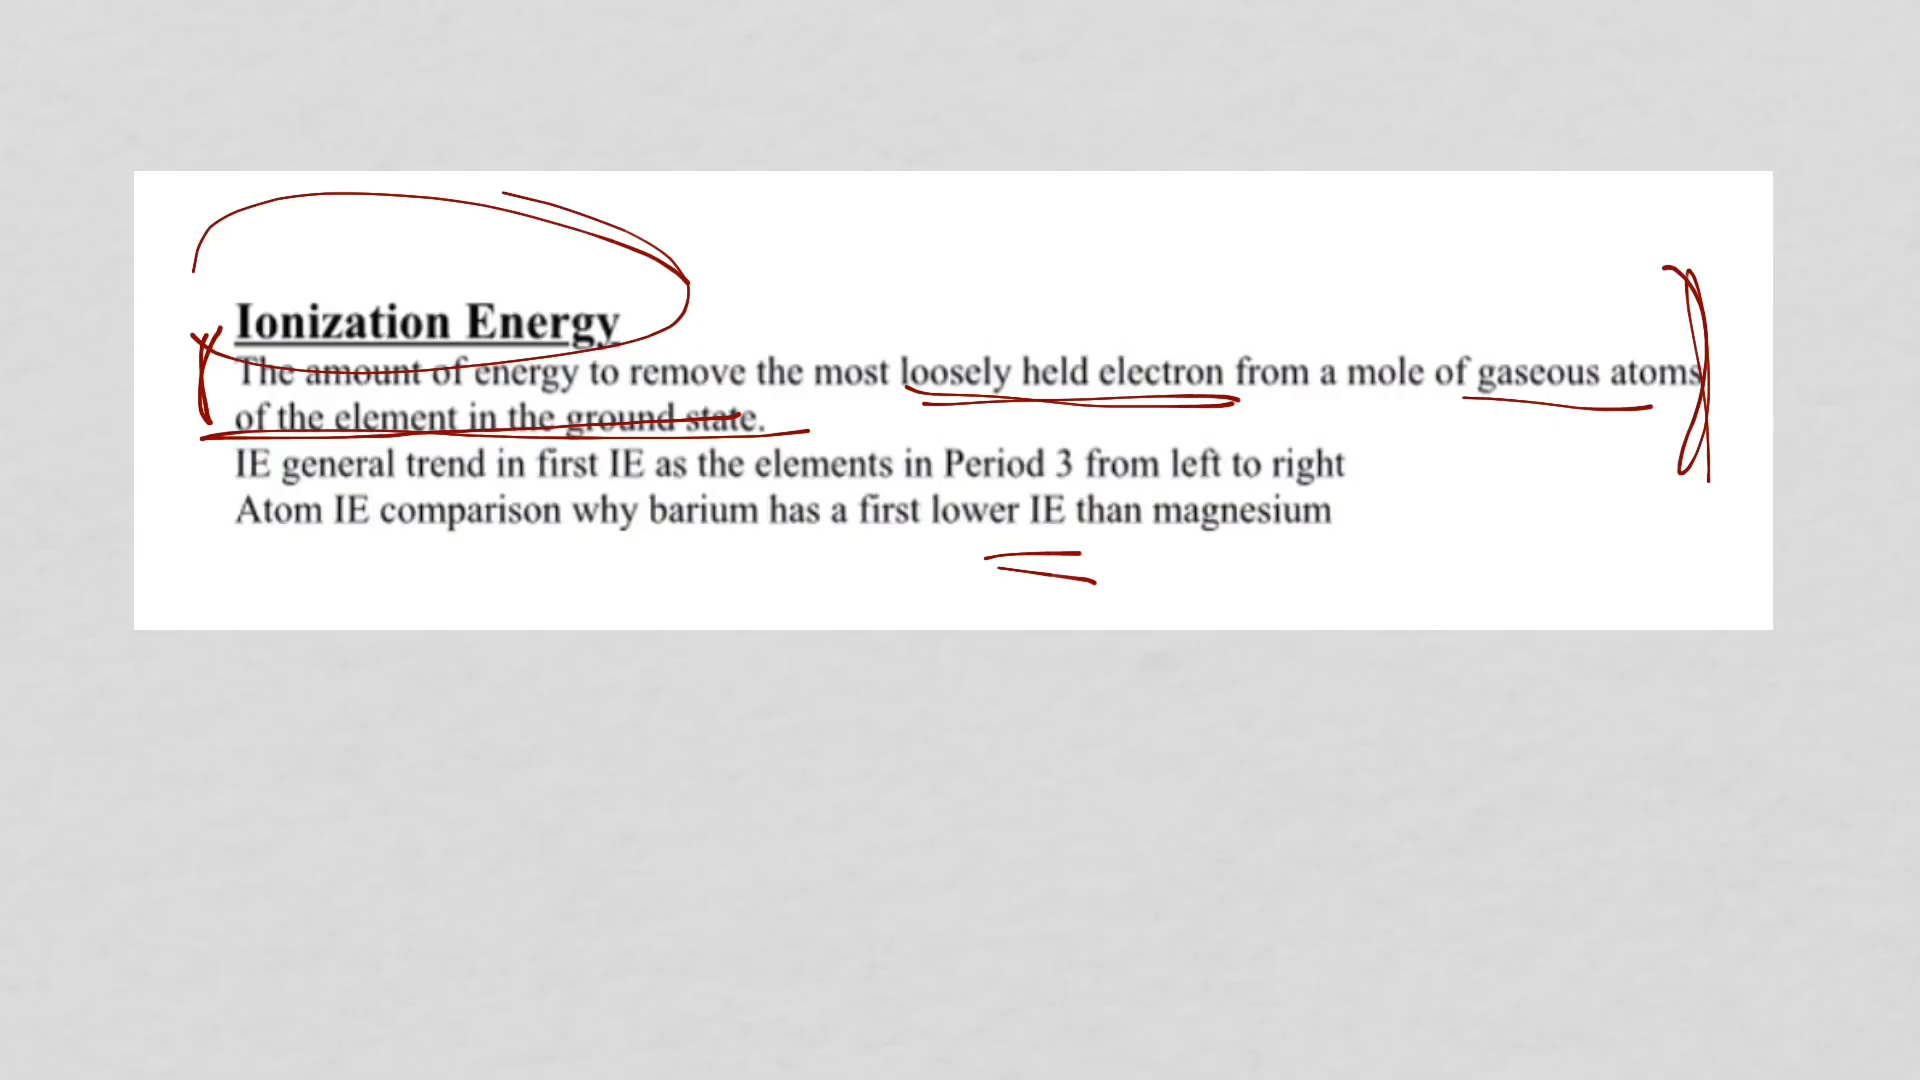 Ionization Energy
The amount of energy to remove the most loosely held electron from a mole of gaseous atoms
of the element in the ground state.
IE general trend in first IE as the elements in Period 3 from left to right
Atom IE comparison why barium has a first lower IE than magnesium